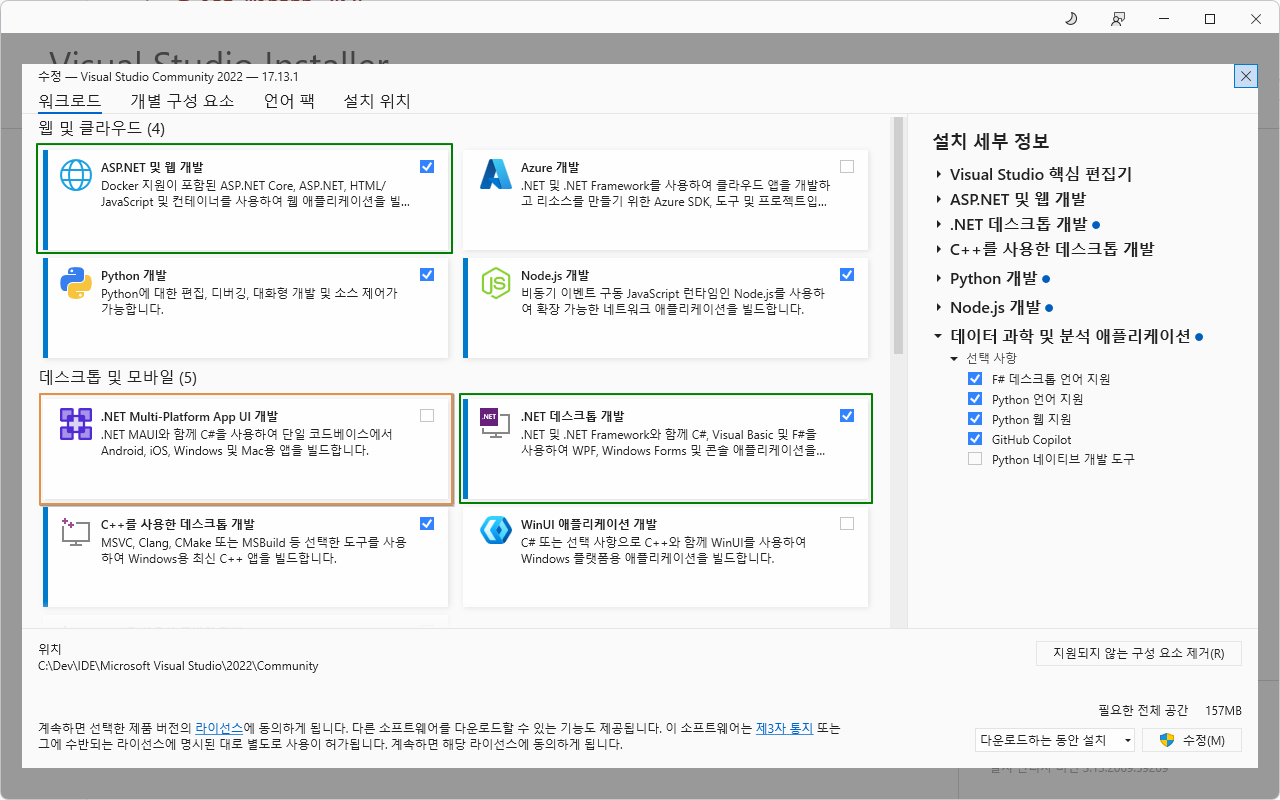 Visual Studio Installer
수정 — Visual Studio Community 2022 — 17.13.1
워크로드 개별 구성 요소 언어 팩 설치 위치
웹 및 클라우드 (4)
ASP.NET 및 웹 개발
Docker 지원이 포함된 ASP.NET Core, ASP.NET, HTML/
JavaScript 및 컨테이너를 사용하여 웹 애플리케이션을 빌...
Azure 개발
.NET 및 .NET Framework를 사용하여 클라우드 앱을 개발하
고 리소스를 만들기 위한 Azure SDK, 도구 및 프로젝트입...
Python 개발
Python에 대한 편집, 디버깅, 대화형 개발 및 소스 제어가
가능합니다.
Node.js 개발
비동기 이벤트 구동 JavaScript 런타임인 Node.js를 사용하
여 확장 가능한 네트워크 애플리케이션을 빌드합니다.
데스크톱 및 모바일 (5)
.NET Multi-Platform App UI 개발
.NET MAUI와 함께 C#을 사용하여 단일 코드베이스에서
Android, iOS, Windows 및 Mac용 앱을 빌드합니다.
.NET
.NET 데스크톱 개발
.NET 및 .NET Framework와 함께 C#, Visual Basic 및 F#을
사용하여 WPF, Windows Forms 및 콘솔 애플리케이션을...
C++를 사용한 데스크톱 개발
MSVC, Clang, CMake 또는 MSBuild 등 선택한 도구를 사용
하여 Windows용 최신 C++ 앱을 빌드합니다.
WinUI 애플리케이션 개발
C# 또는 선택 사항으로 C++와 함께 WinUI를 사용하여
Windows 플랫폼용 애플리케이션을 빌드합니다.
설치 세부 정보
Visual Studio 핵심 편집기
ASP.NET 및 웹 개발
.NET 데스크톱 개발
C++를 사용한 데스크톱 개발
Python 개발
Node.js 개발
데이터 과학 및 분석 애플리케이션
선택 사항
F# 데스크톱 언어 지원
Python 언어 지원
Python 웹 지원
GitHub Copilot
Python 네이티브 개발 도구
위치
C:\Dev\IDE\Microsoft Visual Studio\2022\Community
지원되지 않는 구성 요소 제거(R)
필요한 전체 공간 157MB
계속하면 선택한 제품 버전의 라이선스에 동의하게 됩니다. 다른 소프트웨어를 다운로드할 수 있는 기능도 제공됩니다. 이 소프트웨어는 제3자 통지 또는
그에 수반되는 라이선스에 명시된 대로 별도로 사용이 허가됩니다. 계속하면 해당 라이선스에 동의하게 됩니다.
다운로드하는 동안 설치 수정(M)